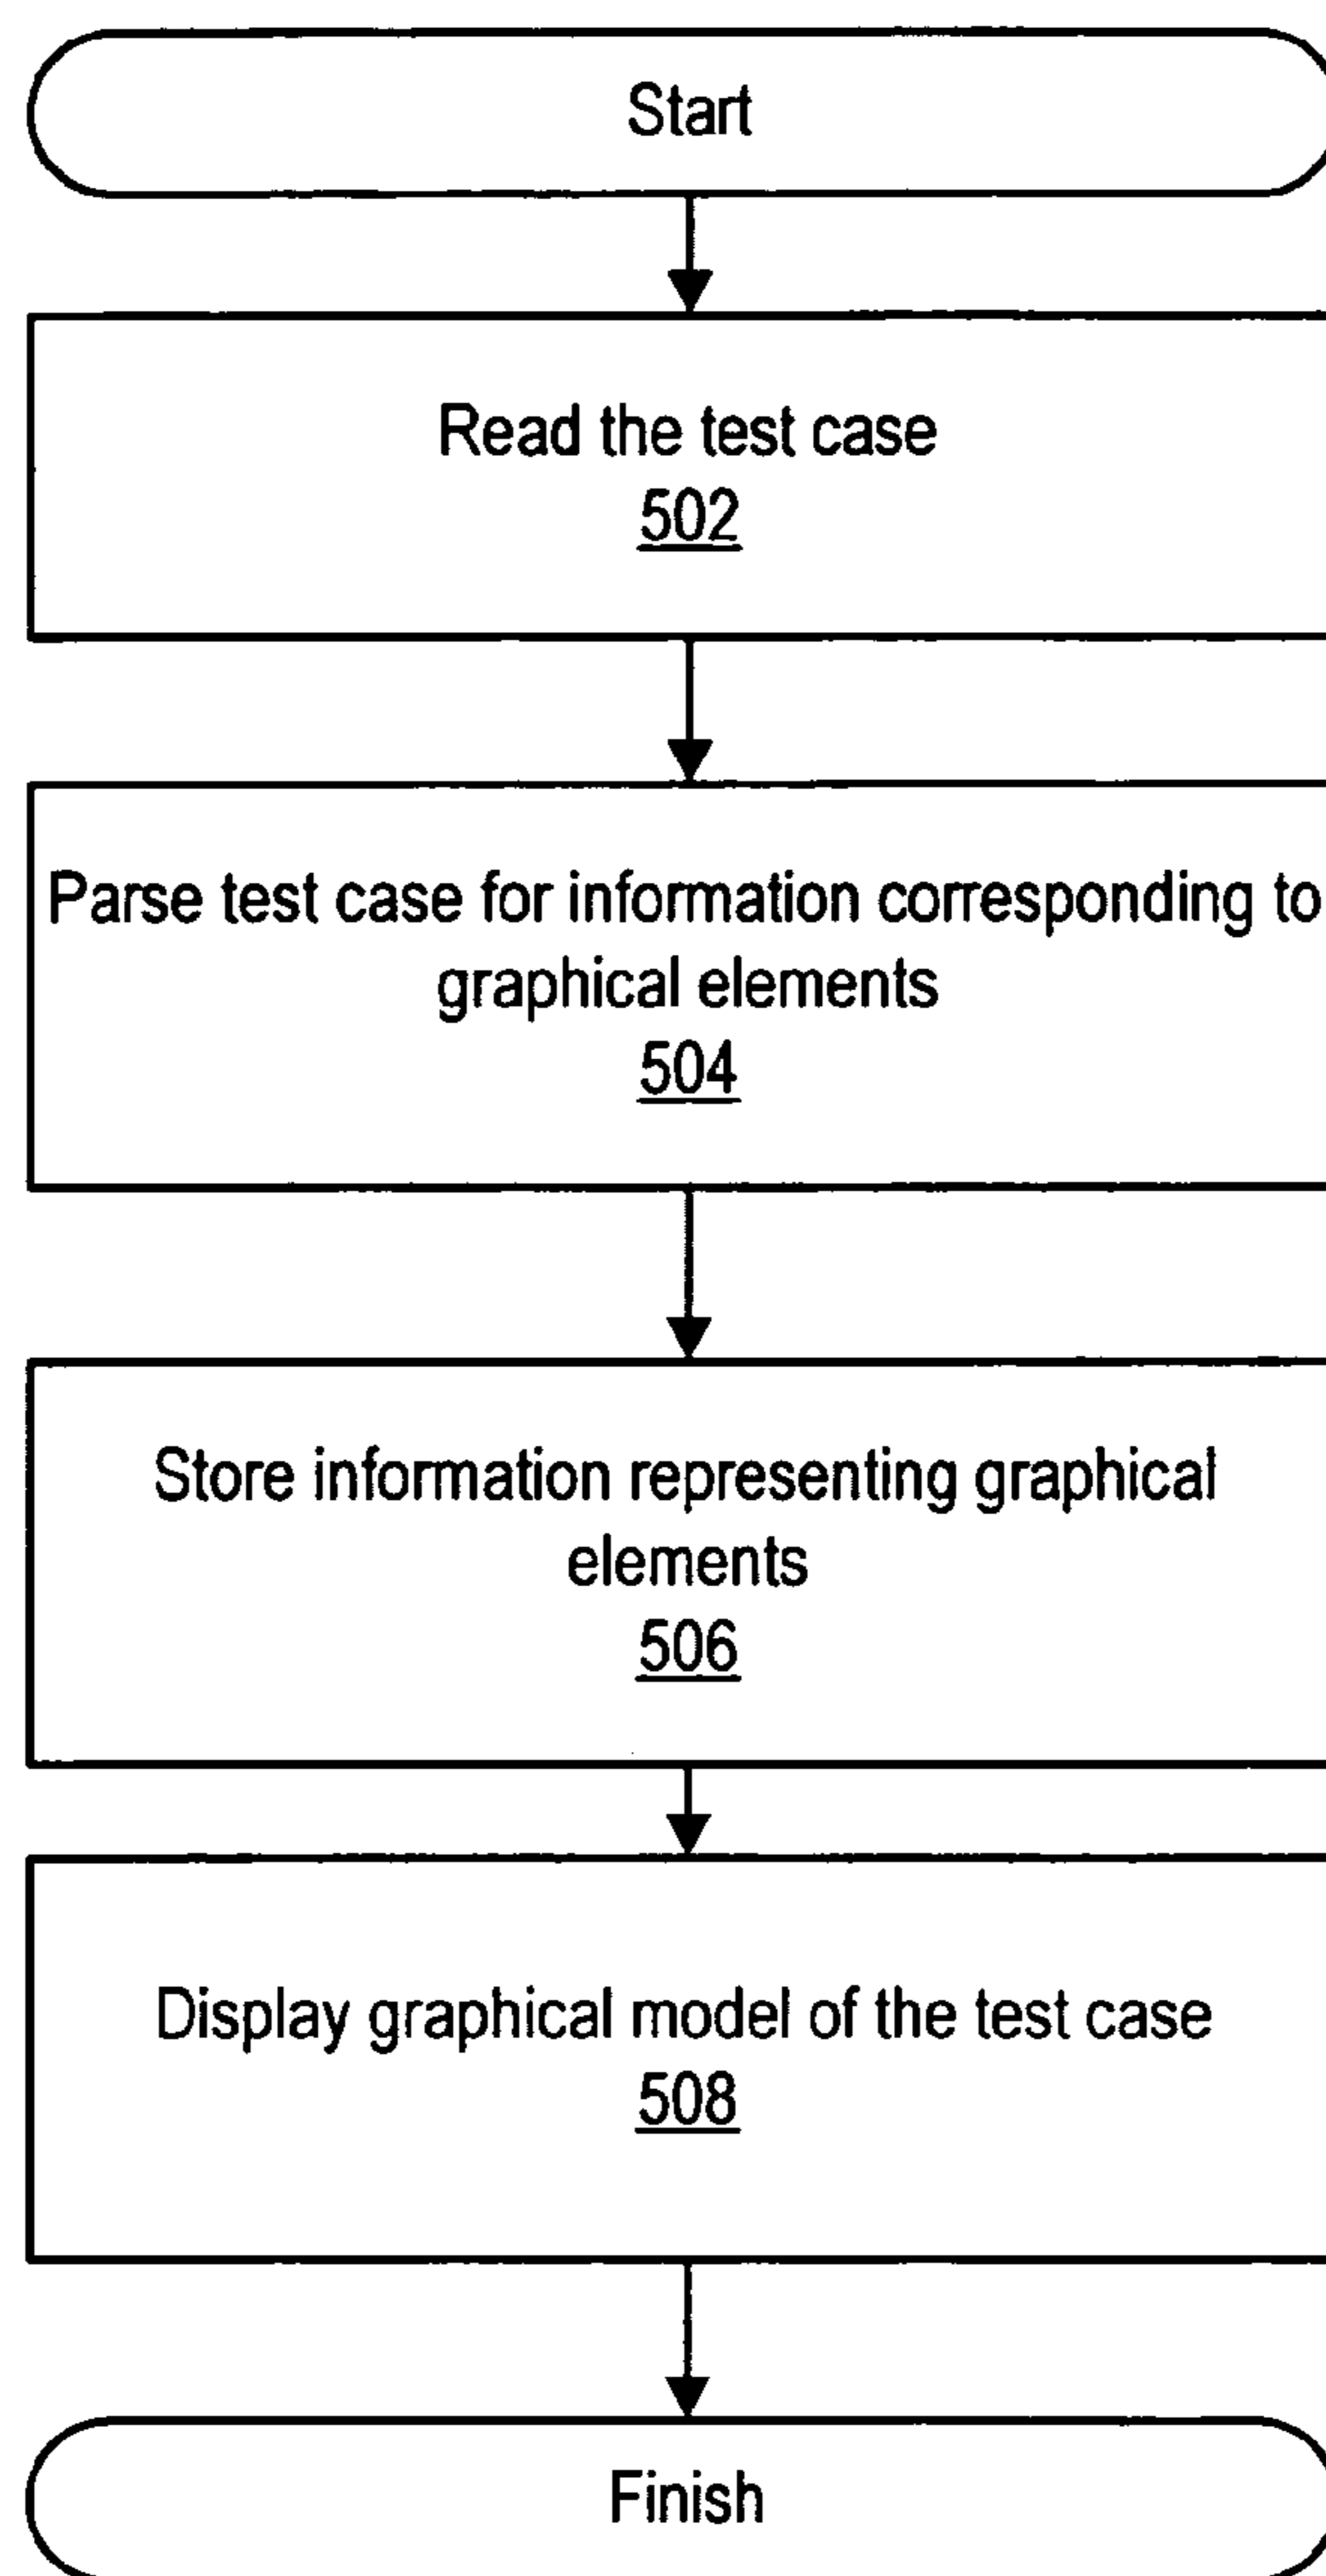 Start
Read the test case
502
Parse test case for information corresponding to
graphical elements
504
Store information representing graphical
elements
506
Display graphical model of the test case
508
Finish